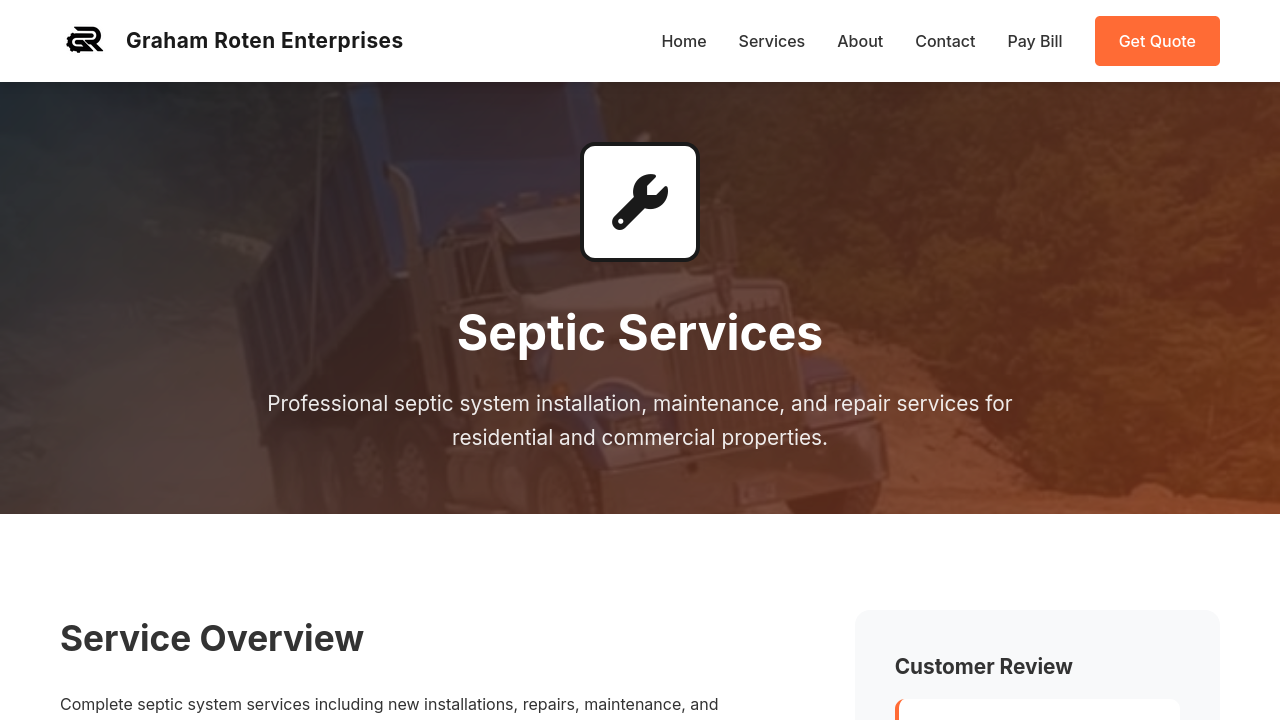 GR
Graham Roten Enterprises
Home
Services
About
Contact
Pay Bill
Get Quote
Septic Services
Professional septic system installation, maintenance, and repair services for
residential and commercial properties.
Service Overview
Complete septic system services including new installations, repairs, maintenance, and
Customer Review